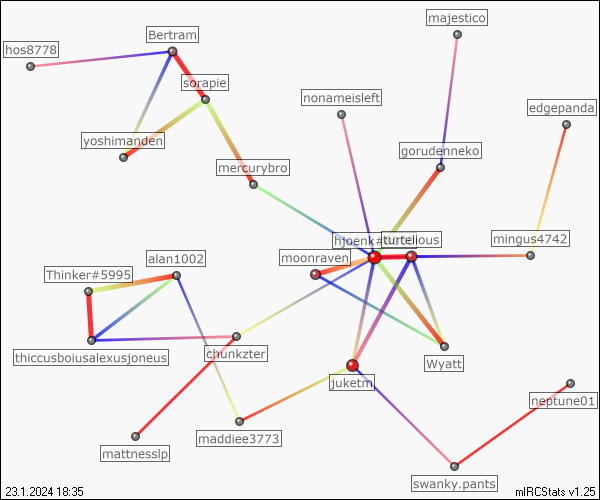 majestico
hos8778
Bertram
sorapie
nonameisleft
edgepanda
yoshimanden
gorudenneko
mercurybro
turtelious
mingus4742
moonraven
alan1002
Thinker#5995
thiccusboiusalexusjoneus
chunkzter
Wyatt
juketm
neptune01
maddiee3773
mattnesslp
swanky.pants
23.1.2024 18:35
mIRCStats v1.25